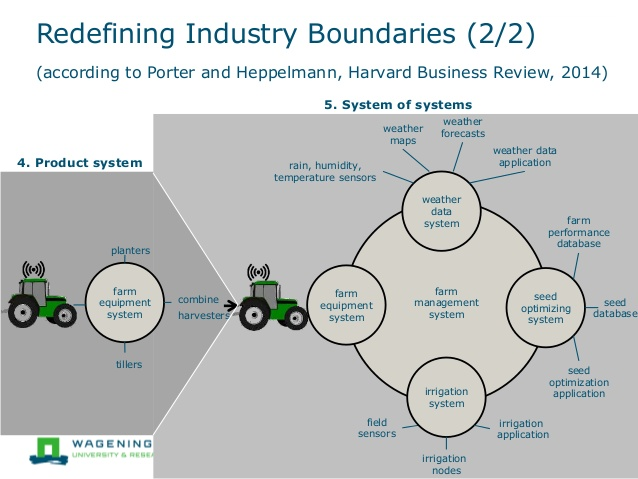 Redefining Industry Boundaries (2/2)
(according to Porter and Heppelmann, Harvard Business Review, 2014)
5. System of systems
4. Product system
planters
farm
equipment
system
combine
harvesters
tillers
weather
maps
weather
forecasts
weather data
application
rain, humidity,
temperature sensors
weather
data
system
farm
equipment
system
farm
management
system
farm
performance
database
seed
optimizing
system
seed
database
seed
optimization
application
irrigation
system
field
sensors
irrigation
nodes
irrigation
application
UNIVERSITY &